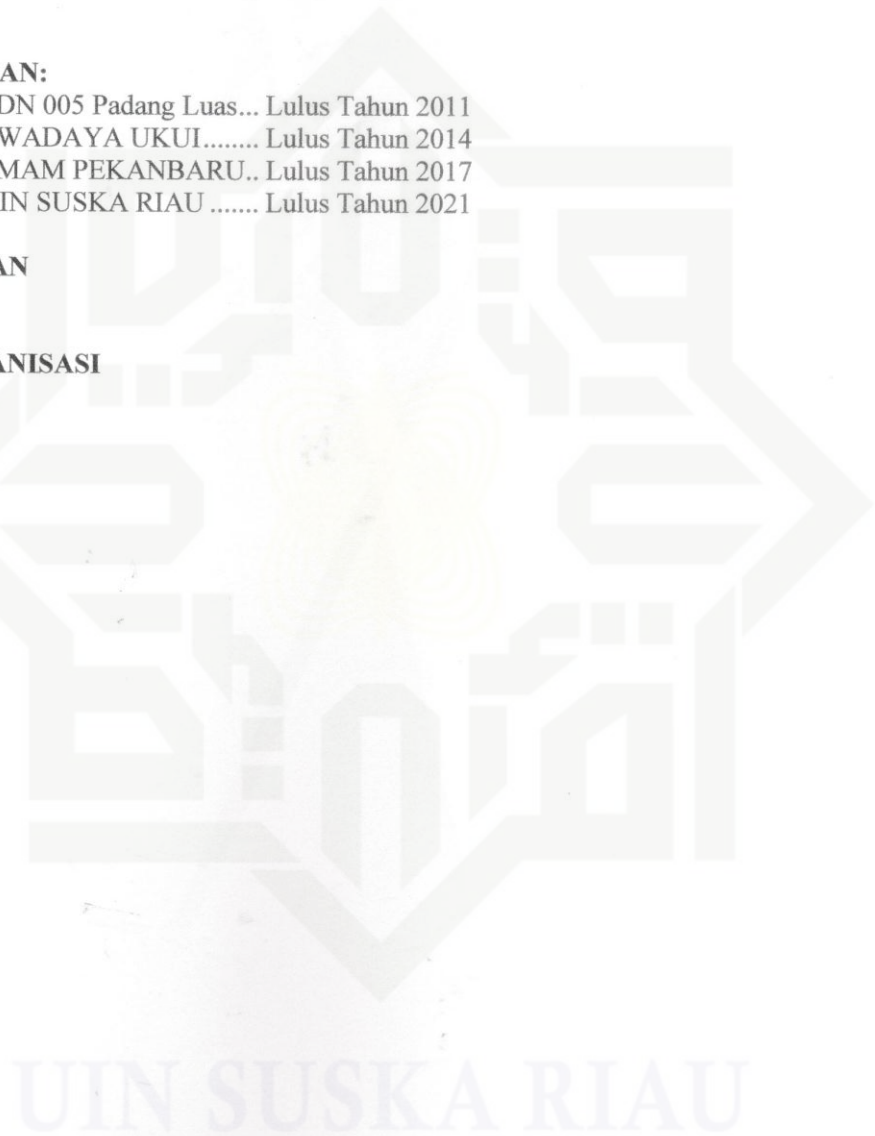 AN:
DN 005 Padang Luas... Lulus Tahun 2011
WADAYA UKUI........ Lulus Tahun 2014
MAM PEKANBARU.. Lulus Tahun 2017
IN SUSKA RIAU ....... Lulus Tahun 2021
AN
ANISASI
UIN SUSKA RIAU